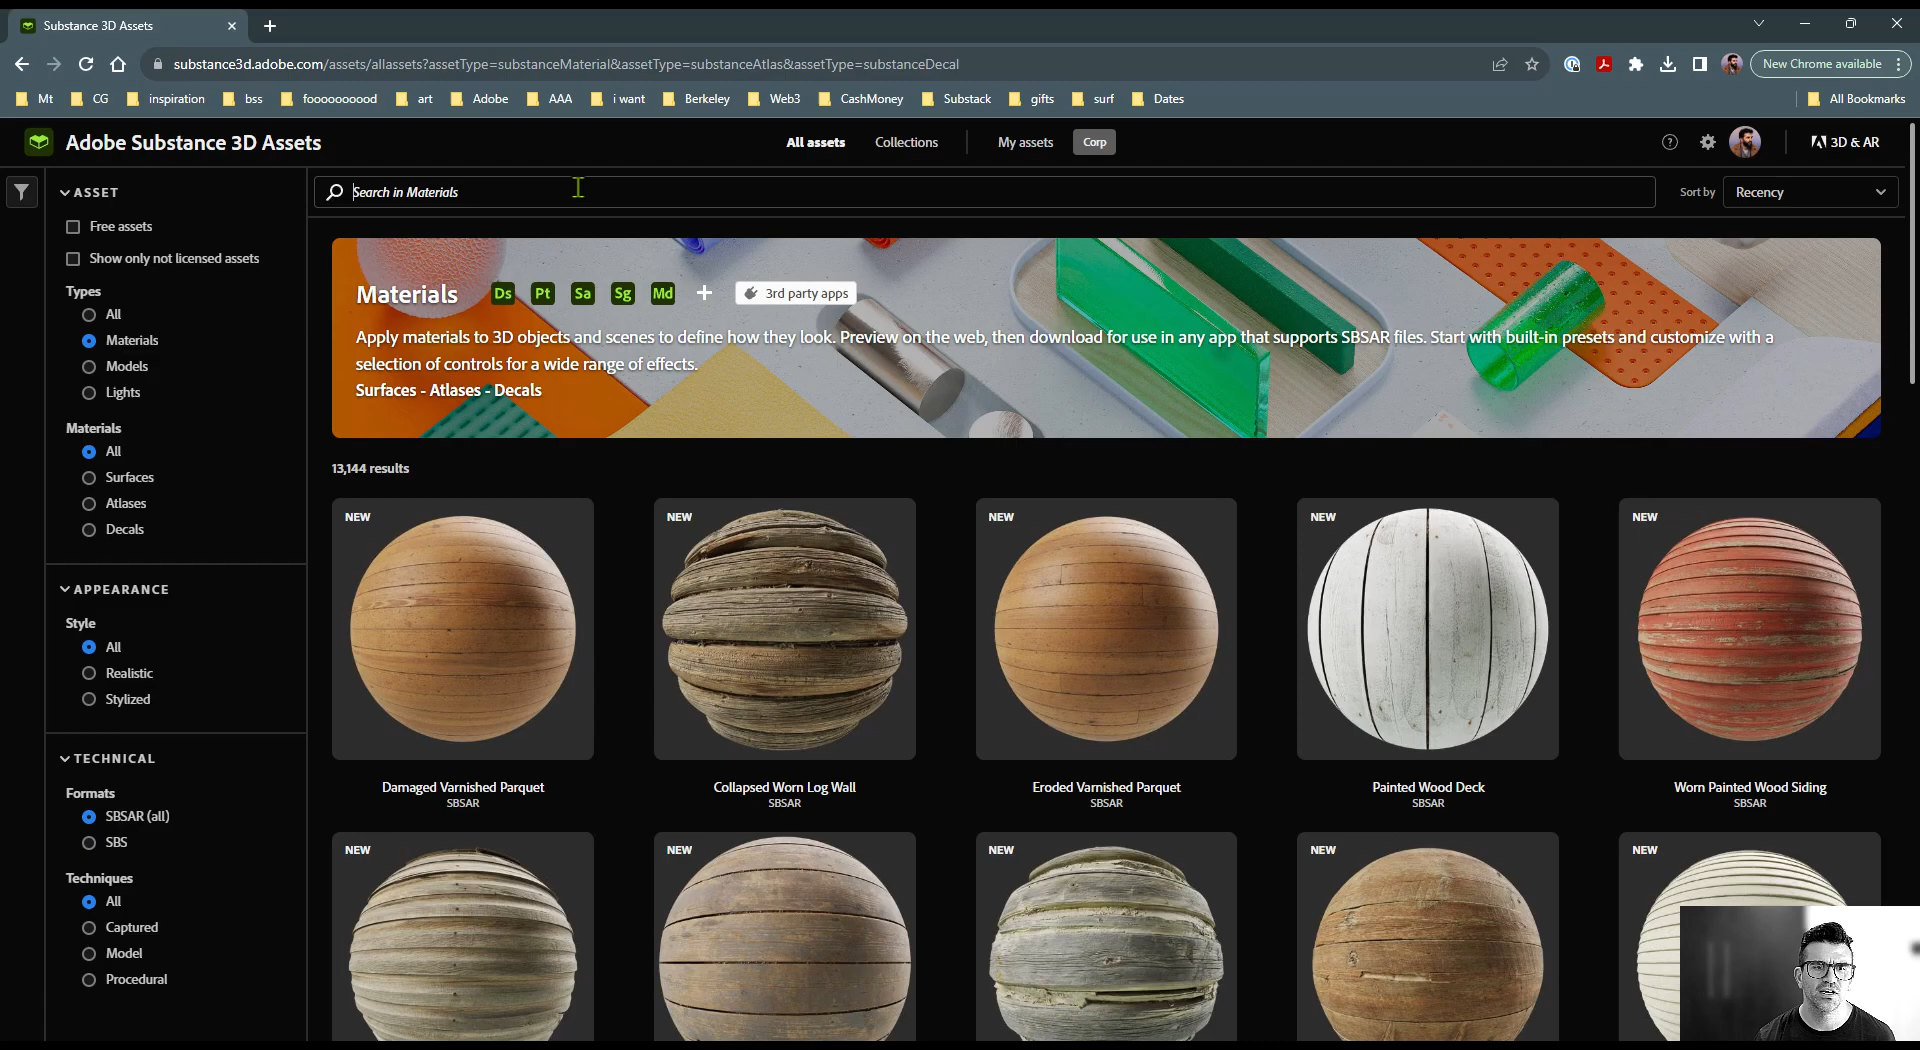 Substance 3D Assets
substance3d.adobe.com/assets/allassets?assetType=substanceMaterial&assetType=substanceAtlas&assetType=substanceDecal
New Chrome available
Mt
CG
inspiration
bss
foooooooood
art
Adobe
AAA
i want
Berkeley
Web3
CashMoney
Substack
gifts
surf
Dates
All Bookmarks
Adobe Substance 3D Assets
All assets
Collections
My assets
Corp
3D & AR
ASSET
Free assets
Show only not licensed assets
Types
All
Materials
Models
Lights
Materials
All
Surfaces
Atlases
Decals
APPEARANCE
Style
All
Realistic
Stylized
TECHNICAL
Formats
SBSAR (all)
SBS
Techniques
All
Captured
Model
Procedural
Search in Materials
Sort by
Recency
Materials
Ds
Pt
Sa
Sg
Md
3rd party apps
Apply materials to 3D objects and scenes to define how they look. Preview on the web, then download for use in any app that supports SBSAR files. Start with built-in presets and customize with a
selection of controls for a wide range of effects.
Surfaces - Atlases - Decals
13,144 results
NEW
NEW
NEW
NEW
NEW
Damaged Varnished Parquet
SBSAR
Collapsed Worn Log Wall
SBSAR
Eroded Varnished Parquet
SBSAR
Painted Wood Deck
SBSAR
Worn Painted Wood Siding
SBSAR
NEW
NEW
NEW
NEW
NEW